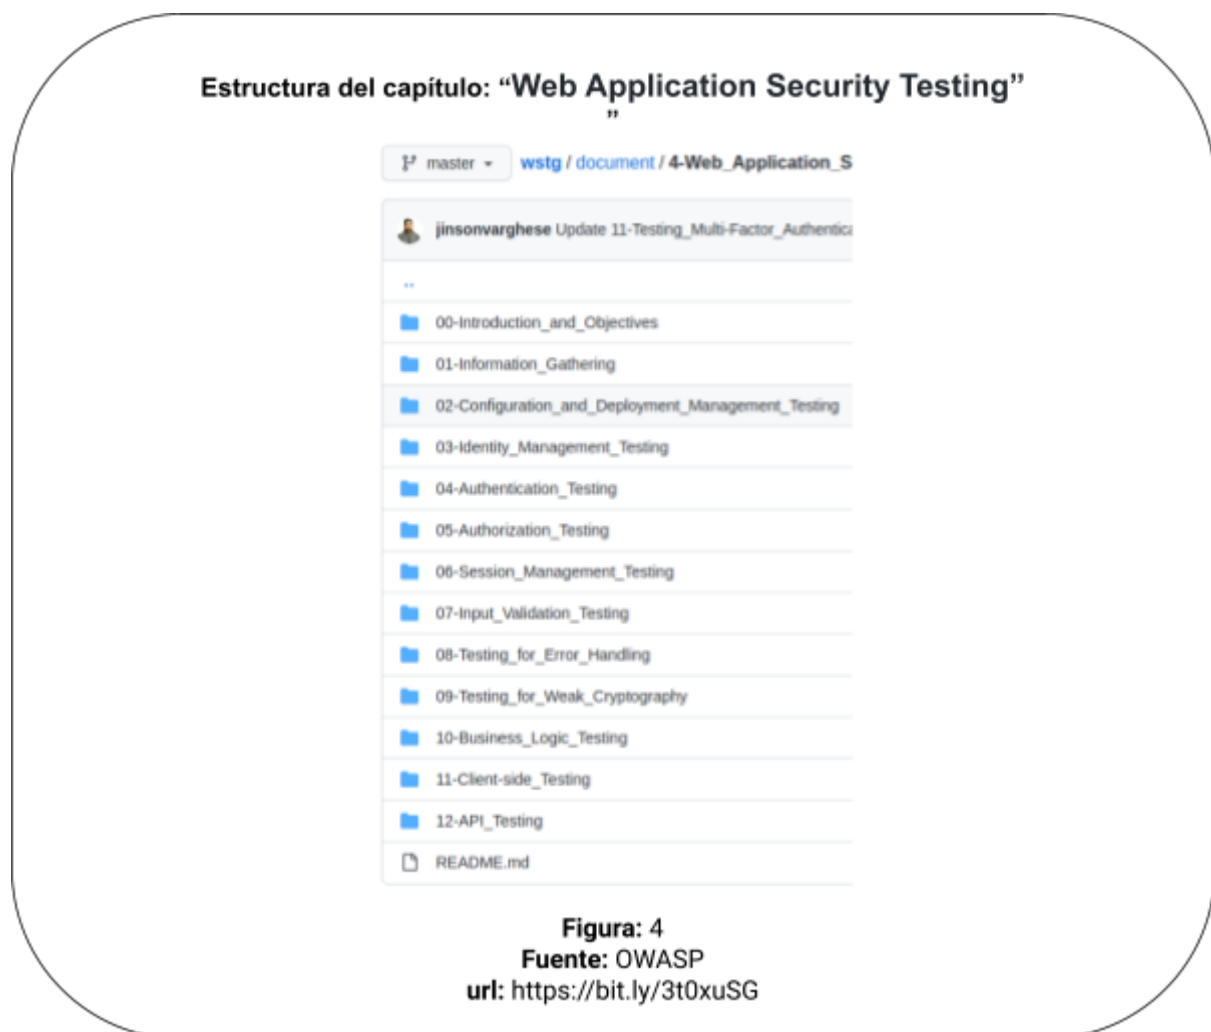 Estructura del capítulo: “Web Application Security Testing”
”
master wstg / document / 4-Web_Application_S
jinsonvarghese Update 11-Testing_Multi-Factor_Authentica
..
00-Introduction_and_Objectives
01-Information_Gathering
02-Configuration_and_Deployment_Management_Testing
03-Identity_Management_Testing
04-Authentication_Testing
05-Authorization_Testing
06-Session_Management_Testing
07-Input_Validation_Testing
08-Testing_for_Error_Handling
09-Testing_for_Weak_Cryptography
10-Business_Logic_Testing
11-Client-side_Testing
12-API_Testing
README.md
Figura: 4
Fuente: OWASP
url: https://bit.ly/3t0xuSG